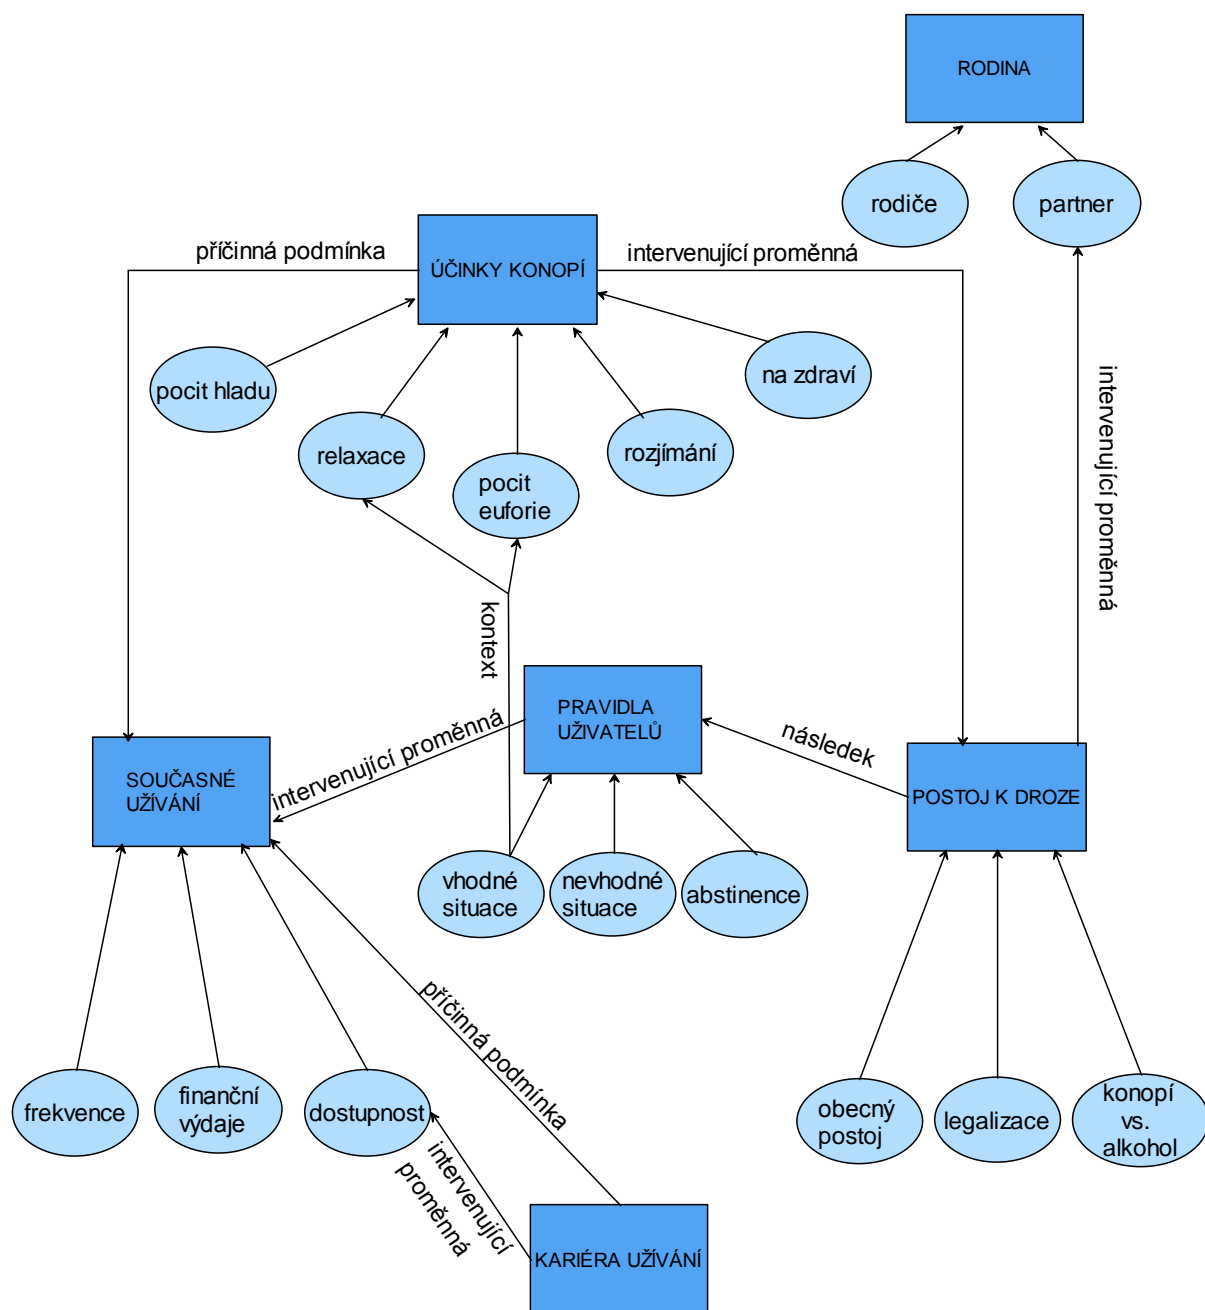 RODINA
rodiče
partner
příčinná podmínka
ÚČINKY KONOPÍ
intervenující proměnná
pocit hladu
relaxace
pocit
euforie
rozjímání
na zdraví
intervenující proměnná
kontext
PRAVIDLA
UŽIVATELŮ
intervenující proměnná
následek
SOUČASNÉ
UŽÍVÁNÍ
POSTOJ K DROZE
vhodné
situace
nevhodné
situace
abstinence
příčinná podmínka
frekvence
finanční
výdaje
dostupnost
intervenující
proměnná
obecný
postoj
legalizace
konopí
vs.
alkohol
KARIÉRA UŽÍVÁNÍ